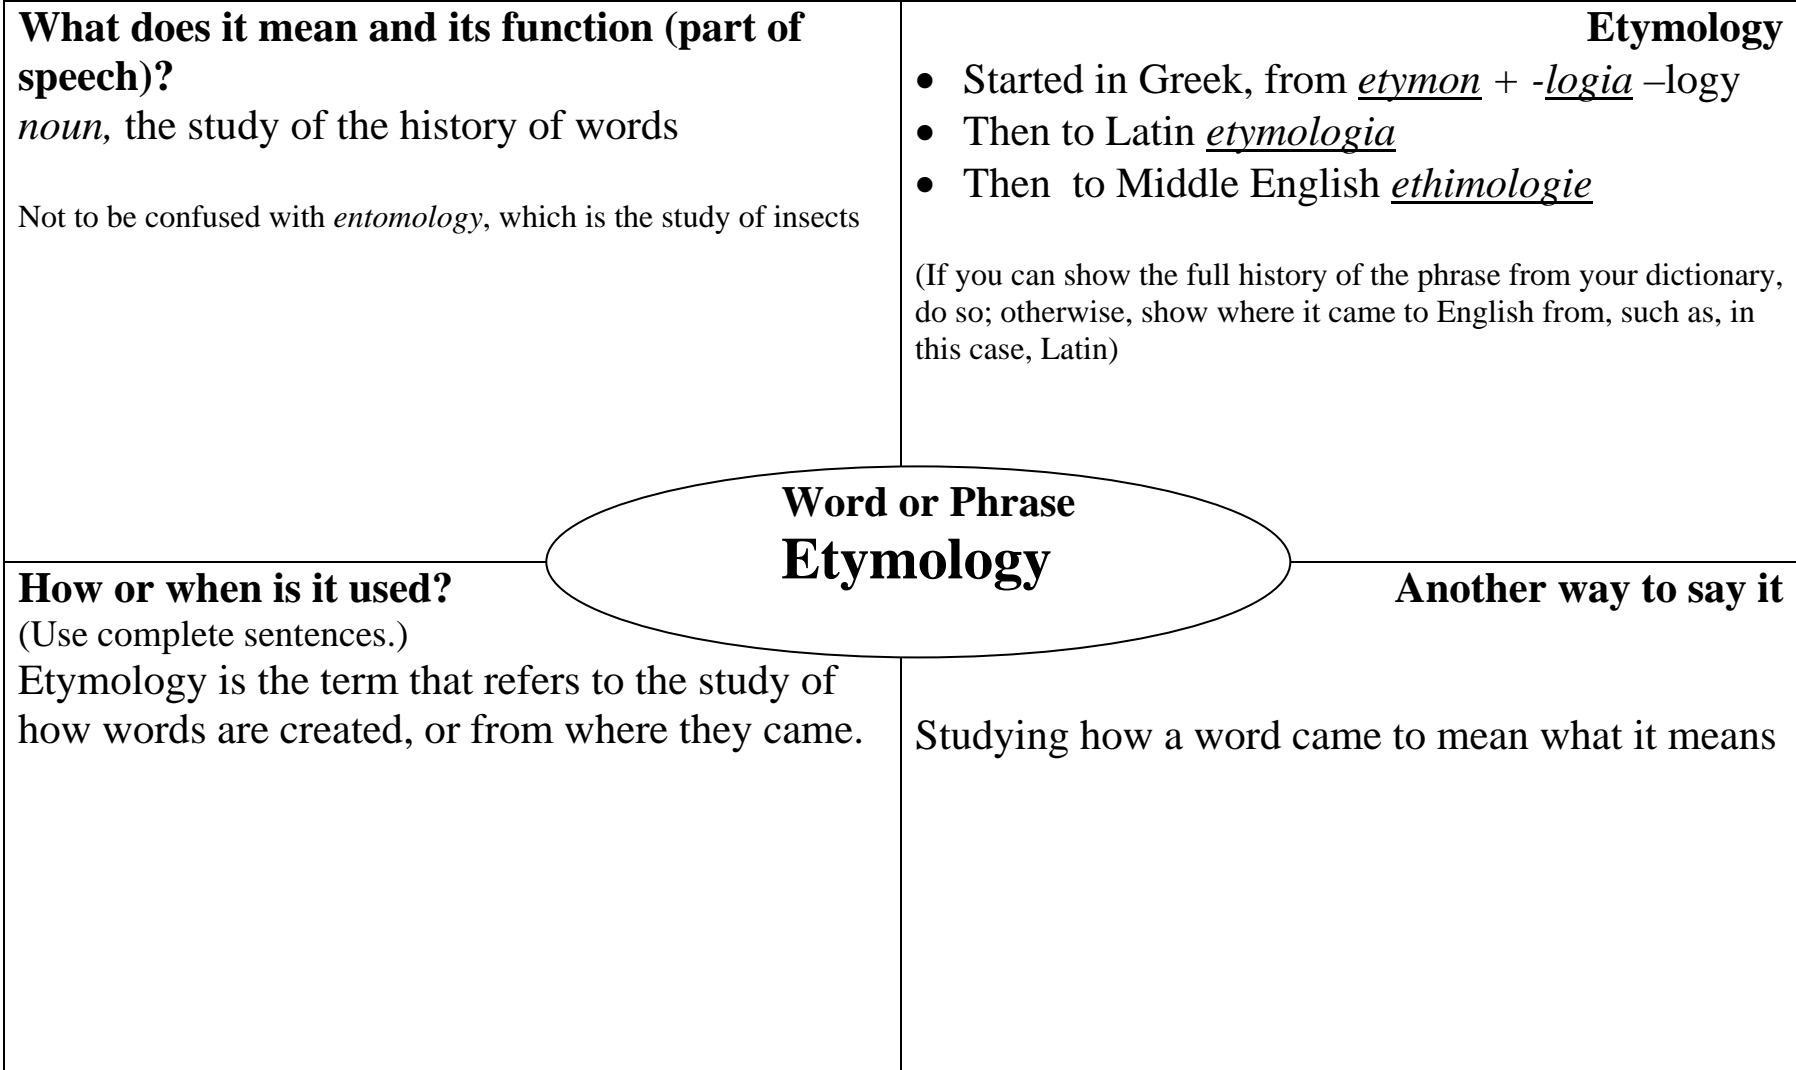 What does it mean and its function (part of
speech)?
noun, the study of the history of words
Not to be confused with entomology, which is the study of insects
Etymology
• Started in Greek, from etymon + -logia –logy
• Then to Latin etymologia
• Then  to Middle English ethimologie
(If you can show the full history of the phrase from your dictionary,
do so; otherwise, show where it came to English from, such as, in
this case, Latin)
Word or Phrase
Etymology
How or when is it used?
(Use complete sentences.)
Etymology is the term that refers to the study of
how words are created, or from where they came.
Another way to say it
Studying how a word came to mean what it means